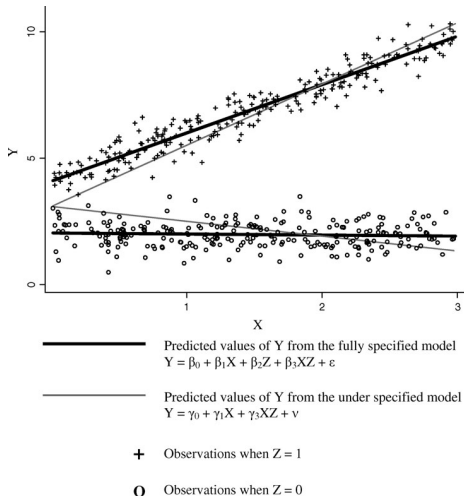 10
5
0
Y
1
2
3
X
Predicted values of Y from the fully specified model
Y = β₀ + β₁X + β₂Z + β₃XZ + ε
Predicted values of Y from the under specified model
Y = γ₀ + γ₁X + γ₃XZ + ν
+ Observations when Z = 1
o Observations when Z = 0